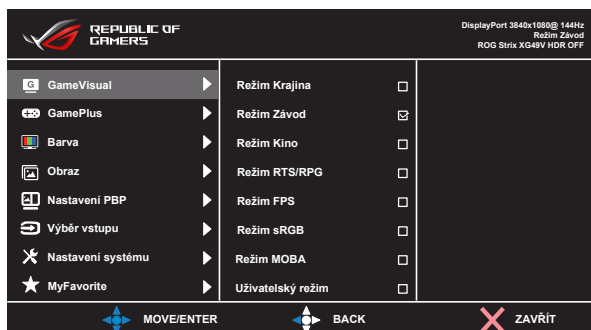 REPUBLIC OF
GAMERS
DisplayPort 3840x1080@ 144Hz
Režim Závod
ROG Strix XG49V HDR OFF
G GameVisual
GamePlus
Barva
Obraz
Nastavení PBP
Výběr vstupu
Nastavení systému
MyFavorite
Režim Krajina
Režim Závod
Režim Kino
Režim RTS/RPG
Režim FPS
Režim sRGB
Režim MOBA
Uživatelský režim
MOVE/ENTER
BACK
ZAVŘÍT